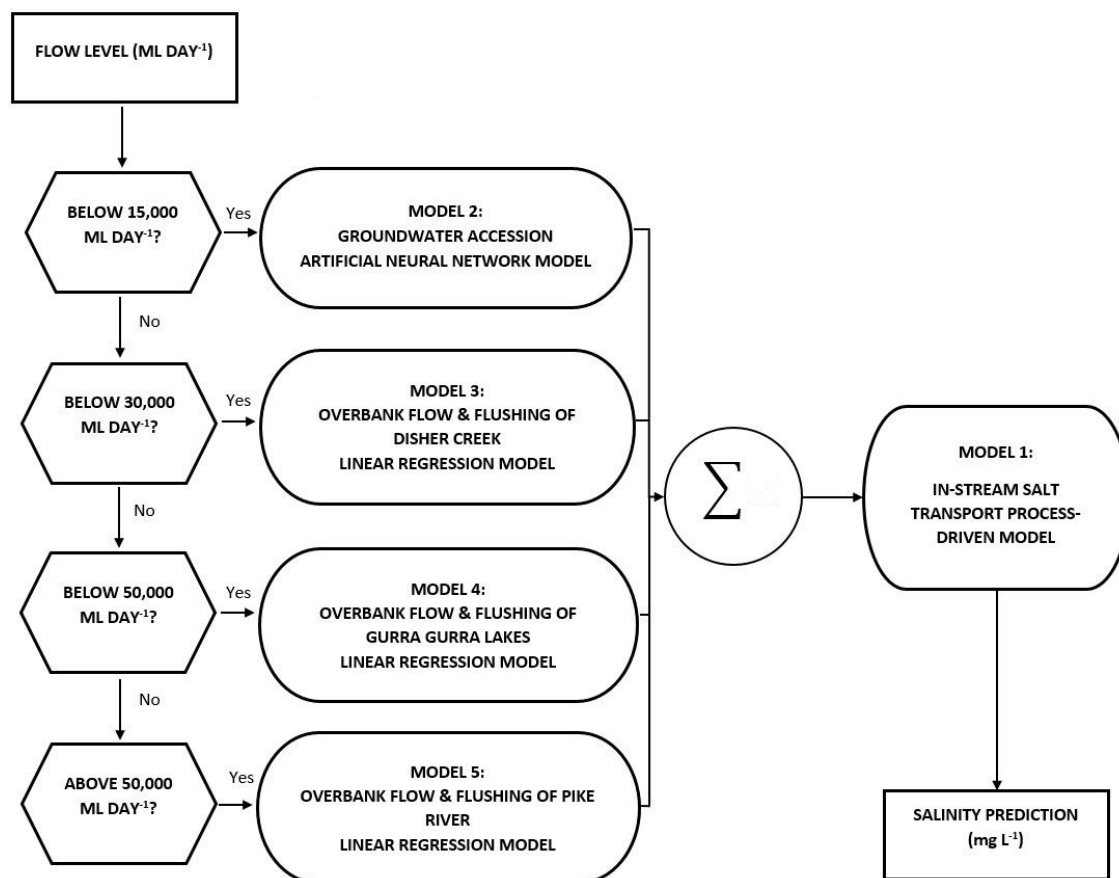 FLOW LEVEL (ML DAY⁻¹)
BELOW 15,000
ML DAY⁻¹?
Yes
MODEL 2:
GROUNDWATER ACCESSION
ARTIFICIAL NEURAL NETWORK MODEL
No
BELOW 30,000
ML DAY⁻¹?
Yes
MODEL 3:
OVERBANK FLOW & FLUSHING OF
DISHER CREEK
LINEAR REGRESSION MODEL
No
BELOW 50,000
ML DAY⁻¹?
Yes
MODEL 4:
OVERBANK FLOW & FLUSHING OF
GURRA GURRA LAKES
LINEAR REGRESSION MODEL
No
ABOVE 50,000
ML DAY⁻¹?
Yes
MODEL 5:
OVERBANK FLOW & FLUSHING OF PIKE
RIVER
LINEAR REGRESSION MODEL
∑
MODEL 1:
IN-STREAM SALT
TRANSPORT PROCESS-
DRIVEN MODEL
SALINITY PREDICTION
(mg L⁻¹)